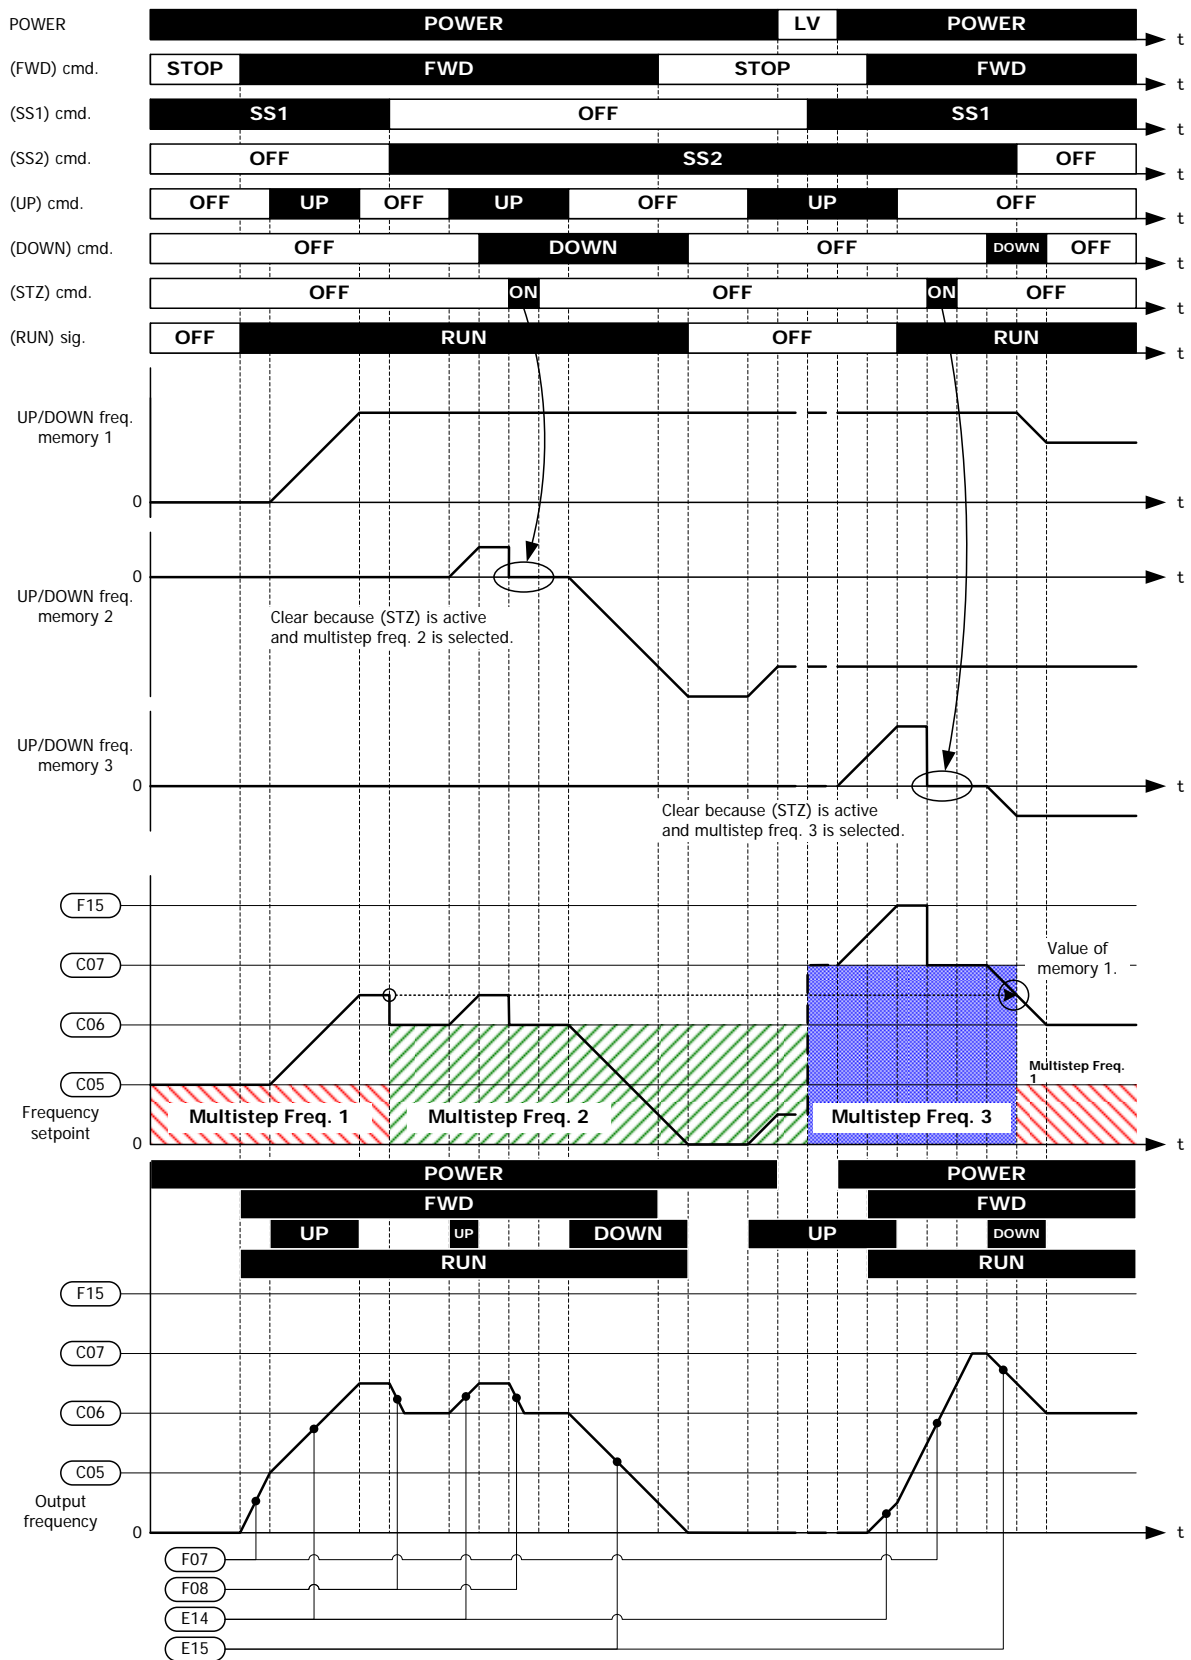 POWER POWER LV POWER t
(FWD) cmd. STOP FWD STOP FWD t
(SS1) cmd. SS1 OFF SS1 t
(SS2) cmd. OFF SS2 OFF t
(UP) cmd. OFF UP OFF UP OFF UP OFF t
(DOWN) cmd. OFF DOWN OFF DOWN OFF t
(STZ) cmd. OFF ON OFF ON OFF t
(RUN) sig. OFF RUN OFF RUN t
UP/DOWN freq.
memory 1
0 t
0 t
UP/DOWN freq.
memory 2
Clear because (STZ) is active
and multistep freq. 2 is selected.
UP/DOWN freq.
memory 3
0 t
Clear because (STZ) is active
and multistep freq. 3 is selected.
F15
C07
Value of
memory 1.
C06
C05
Multistep Freq.
1
Frequency
setpoint
Multistep Freq. 1 Multistep Freq. 2 Multistep Freq. 3
0 t
POWER POWER
FWD FWD
UP UP DOWN UP DOWN
RUN RUN
F15
C07
C06
C05
Output
frequency
0 t
F07
F08
E14
E15